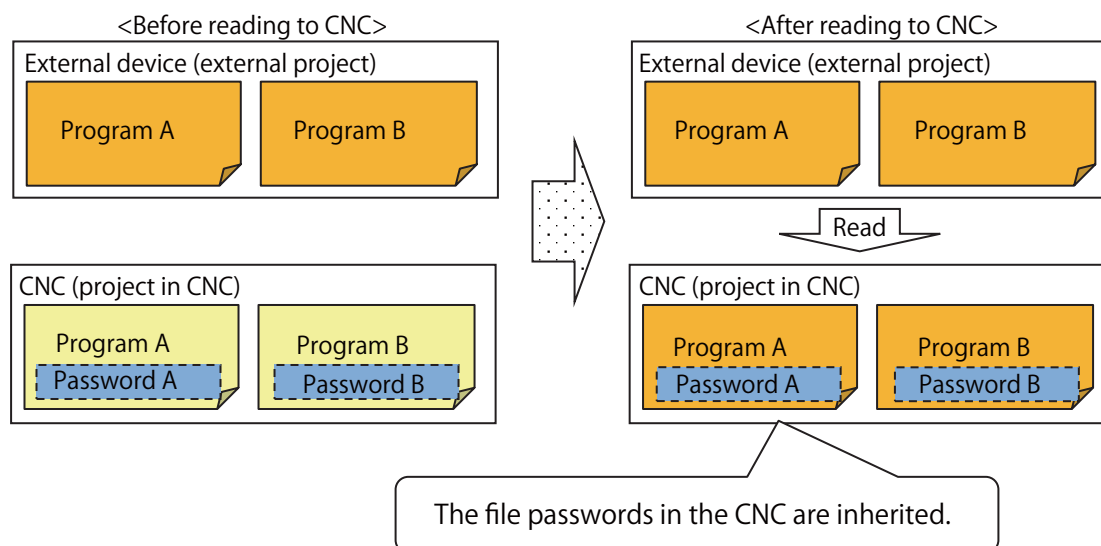 <Before reading to CNC>
External device (external project)
Program A
Program B
CNC (project in CNC)
Program A
Password A
Program B
Password B
<After reading to CNC>
External device (external project)
Program A
Program B
Read
CNC (project in CNC)
Program A
Password A
Program B
Password B
The file passwords in the CNC are inherited.